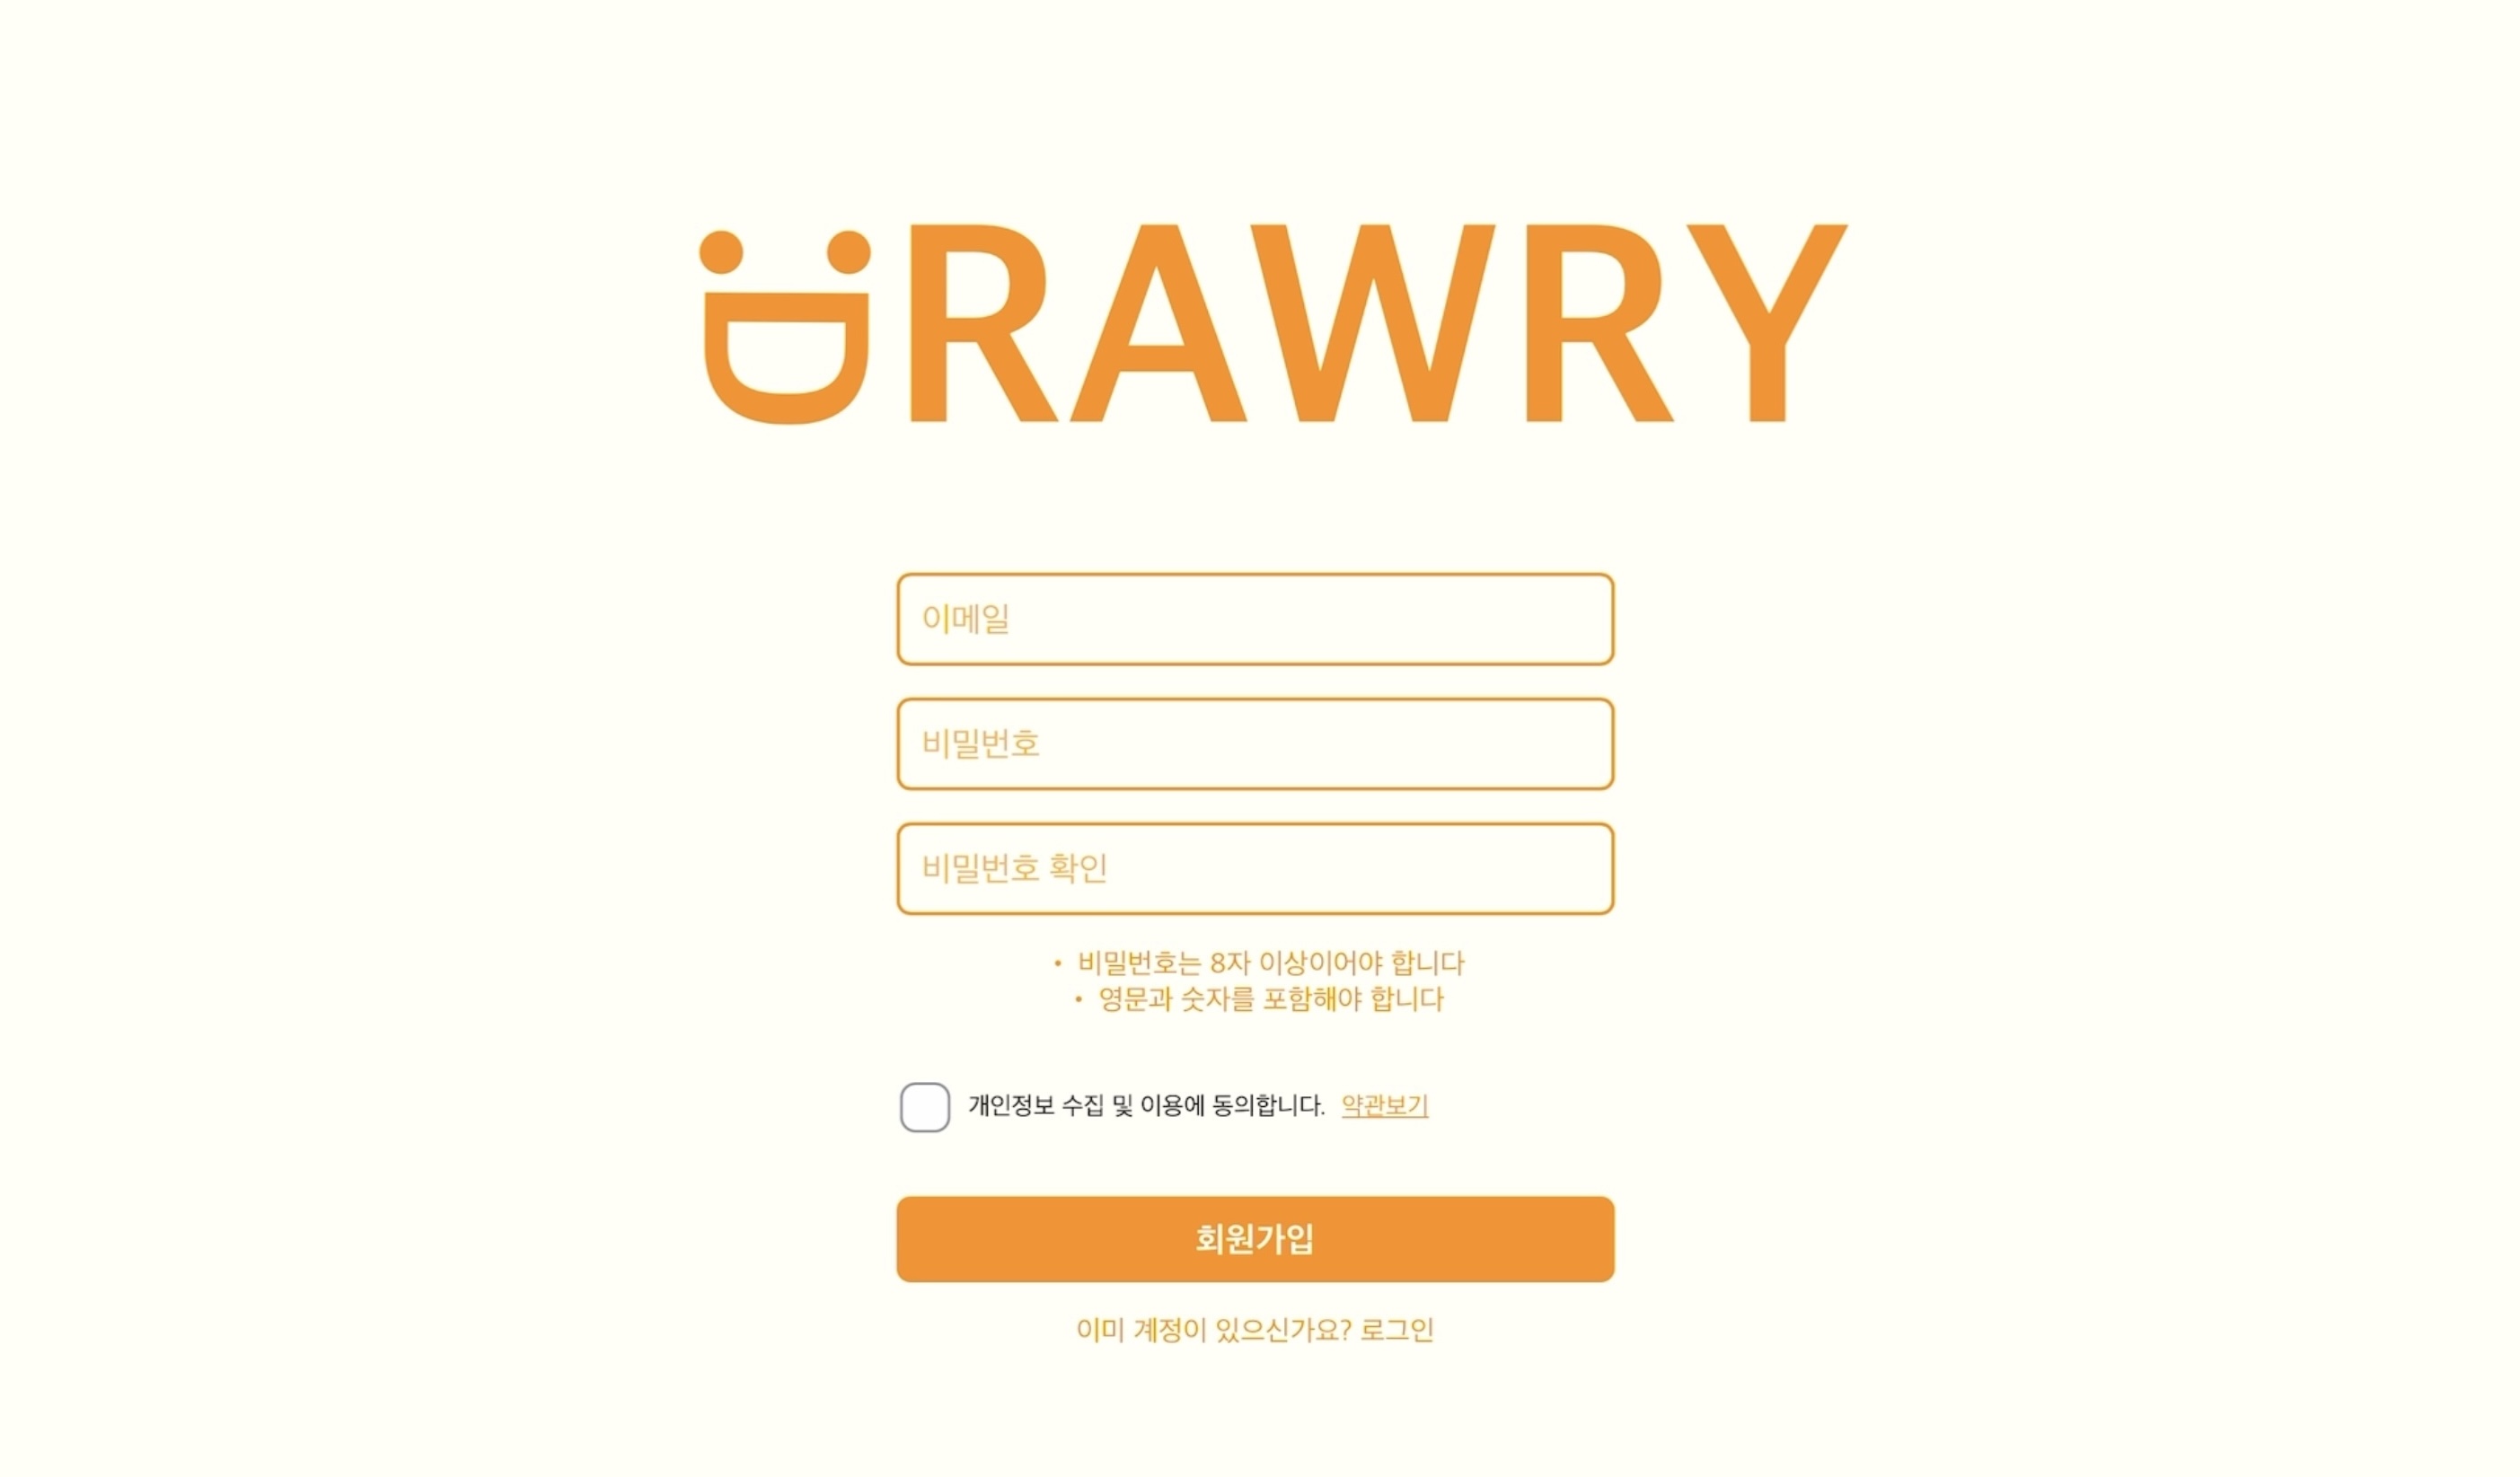 DRAWRY
이메일
비밀번호
비밀번호 확인
• 비밀번호는 8자 이상이어야 합니다
• 영문과 숫자를 포함해야 합니다
개인정보 수집 및 이용에 동의합니다. 약관보기
회원가입
이미 계정이 있으신가요? 로그인